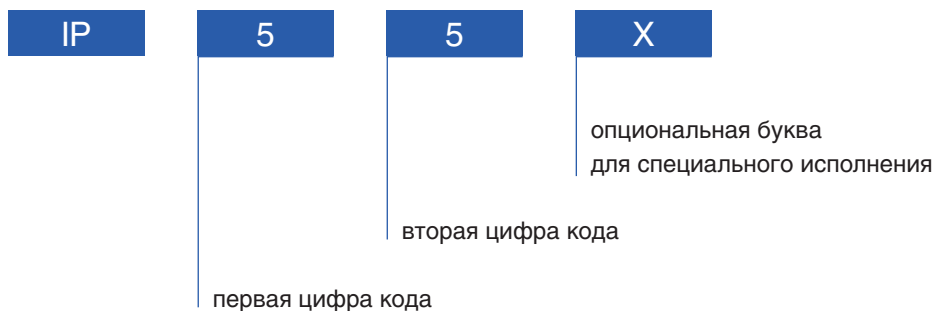 IP 5 5 X
опциональная буква
для специального исполнения
вторая цифра кода
первая цифра кода